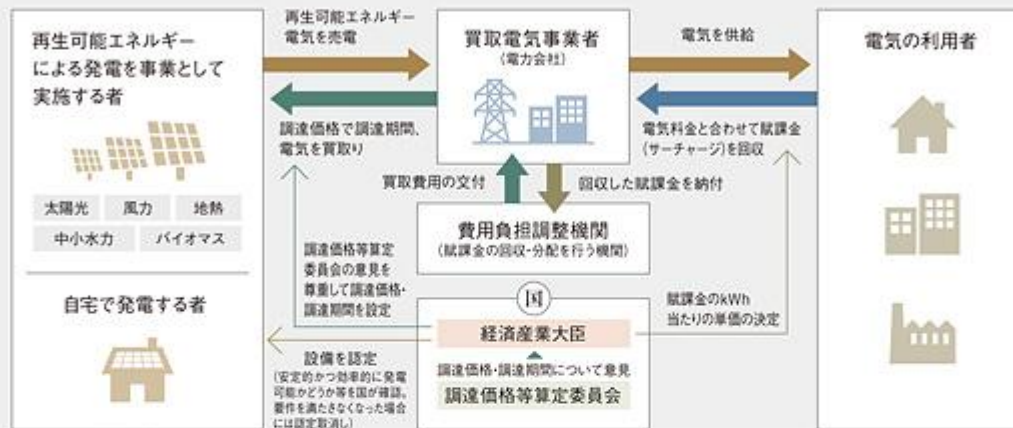 再生可能エネルギー
による発電を事業として
実施する者
太陽光
風力
地熱
中小水力
バイオマス
自宅で発電する者
再生可能エネルギー
電気を売電
調達価格で調達期間、
電気を買取り
買取電気事業者
(電力会社)
電気を供給
電気料金と合わせて賦課金
(サーチャージ)を回収
電気の利用者
買取費用の交付
回収した賦課金を納付
費用負担調整機関
(賦課金の回収・分配を行う機関)
調達価格等算定
委員会の意見を
尊重して調達価格・
調達期間を設定
国
経済産業大臣
賦課金のkWh
当たりの単価の決定
調達価格・調達期間について意見
調達価格等算定委員会
設備を認定
(安定的かつ効率的に発電
可能かどうか等を国が確認。
要件を満たさなくなった場合
には認定取消し)